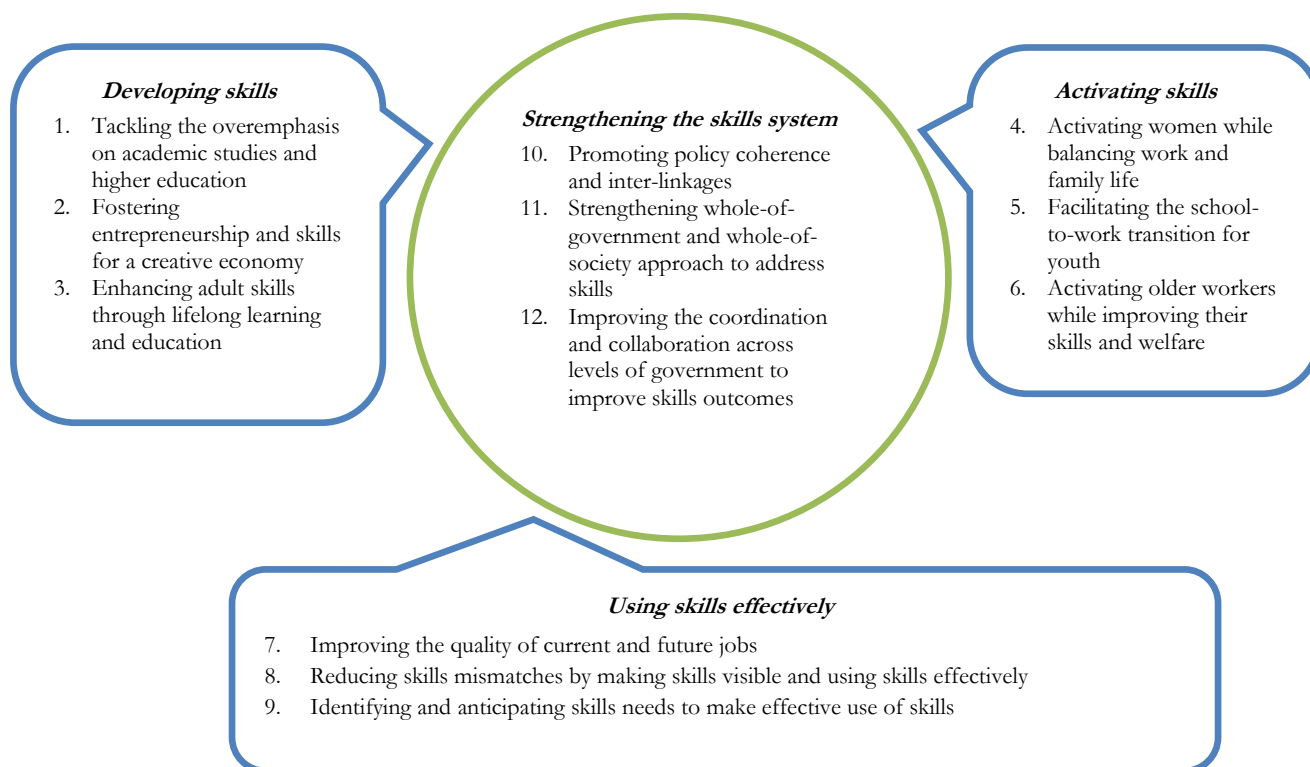 Developing skills
1. Tackling the overemphasis
on academic studies and
higher education
2. Fostering
entrepreneurship and skills
for a creative economy
3. Enhancing adult skills
through lifelong learning
and education
Strengthening the skills system
10. Promoting policy coherence
and inter-linkages
11. Strengthening whole-of-
government and whole-of-
society approach to address
skills
12. Improving the coordination
and collaboration across
levels of government to
improve skills outcomes
Activating skills
4. Activating women while
balancing work and
family life
5. Facilitating the school-
to-work transition for
youth
6. Activating older workers
while improving their
skills and welfare
Using skills effectively
7. Improving the quality of current and future jobs
8. Reducing skills mismatches by making skills visible and using skills effectively
9. Identifying and anticipating skills needs to make effective use of skills